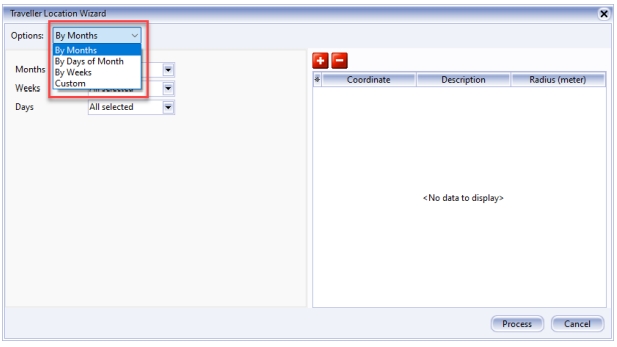 Traveller Location Wizard
Options: By Months
By Months
By Days of Month
By Weeks
Custom
Months
Weeks All selected
Days All selected
Coordinate Description Radius (meter)
<No data to display>
Process Cancel